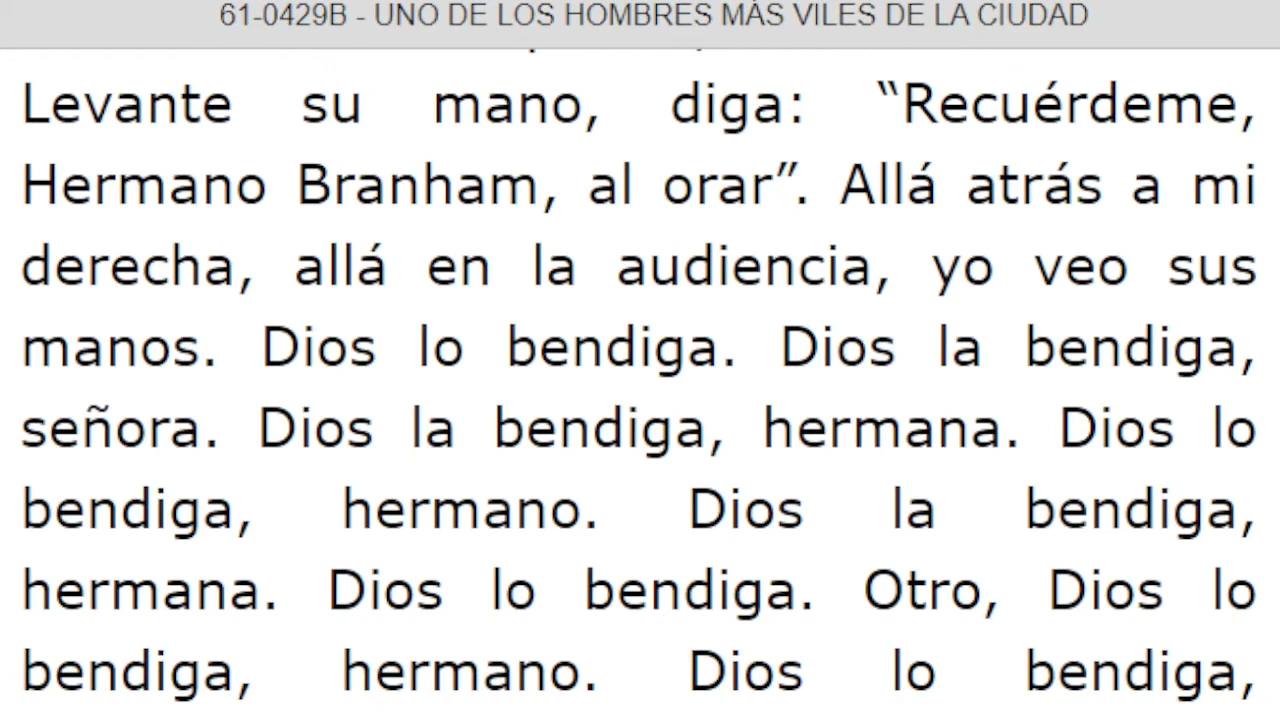 61-0429B - UNO DE LOS HOMBRES MÁS VILES DE LA CIUDAD
Levante su mano, diga: “Recuérdeme,
Hermano Branham, al orar”. Allá atrás a mi
derecha, allá en la audiencia, yo veo sus
manos. Dios lo bendiga. Dios la bendiga,
señora. Dios la bendiga, hermana. Dios lo
bendiga, hermano. Dios la bendiga,
hermana. Dios lo bendiga. Otro, Dios lo
bendiga, hermano. Dios lo bendiga,